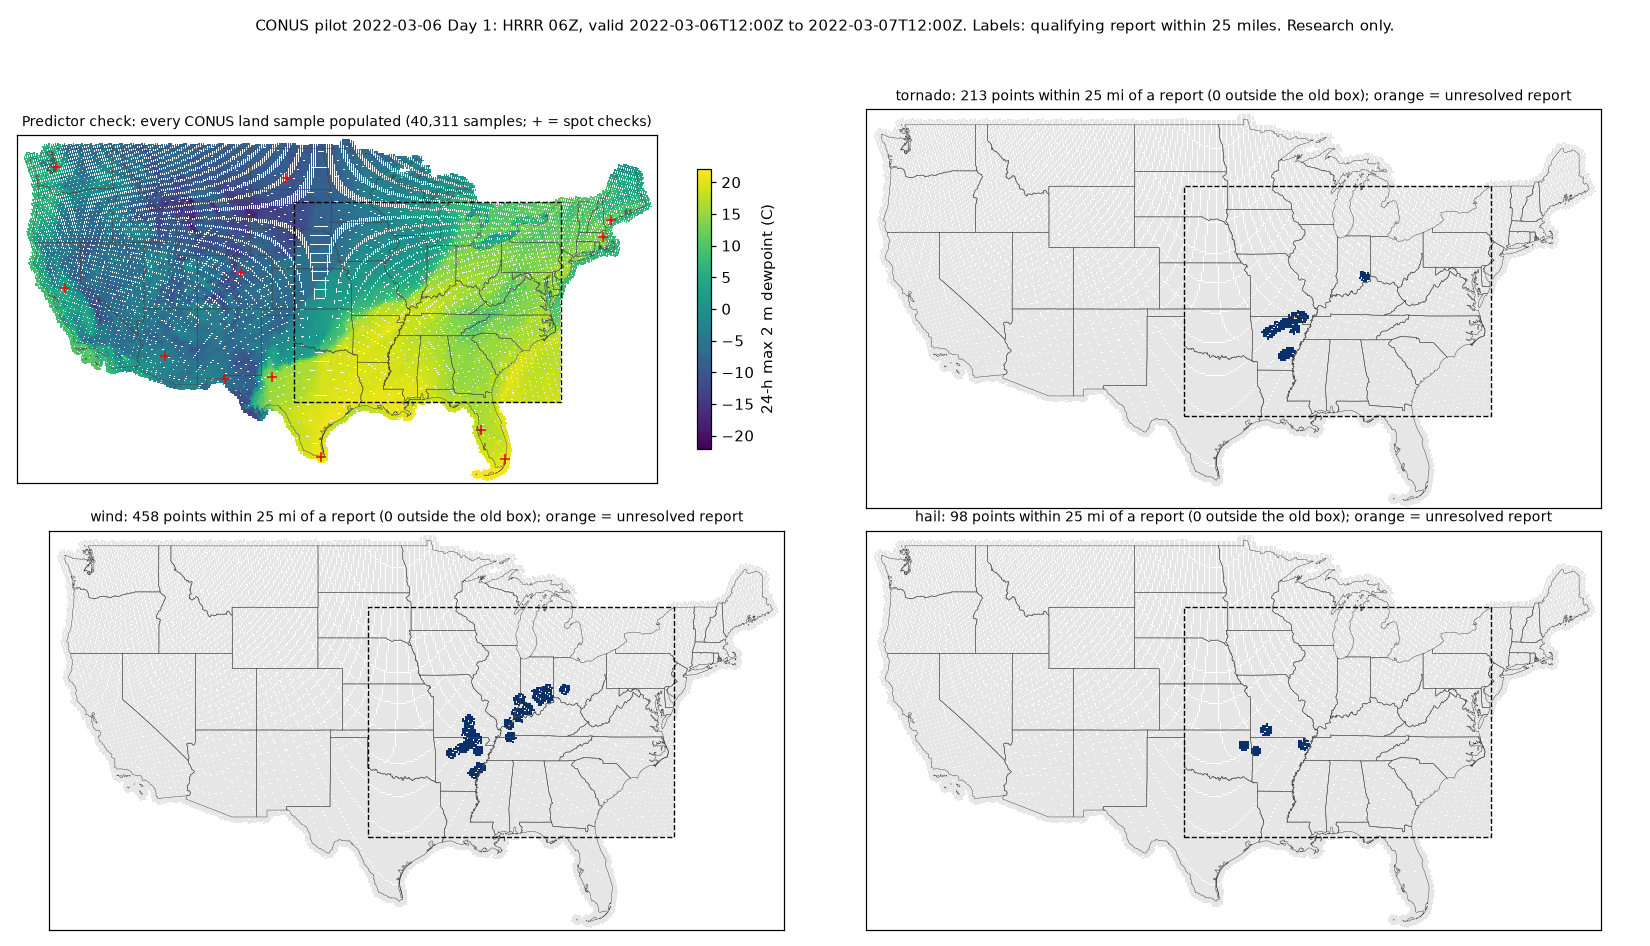 CONUS pilot 2022-03-06 Day 1: HRRR 06Z, valid 2022-03-06T12:00Z to 2022-03-07T12:00Z. Labels: qualifying report within 25 miles. Research only.
Predictor check: every CONUS land sample populated (40,311 samples; + = spot checks)
20
15
10
5
0
−5
−10
−15
−20
24-h max 2 m dewpoint (C)
tornado: 213 points within 25 mi of a report (0 outside the old box); orange = unresolved report
wind: 458 points within 25 mi of a report (0 outside the old box); orange = unresolved report
hail: 98 points within 25 mi of a report (0 outside the old box); orange = unresolved report